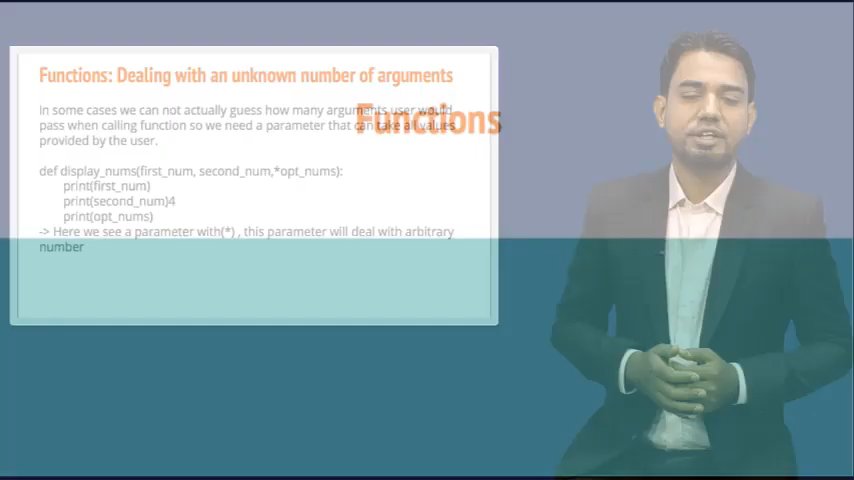 Functions: Dealing with an unknown number of arguments
In some cases we can not actually guess how many arguments user would
pass when calling function so we need a parameter that can take all values
provided by the user.
Functions
def display_nums(first_num, second_num,*opt_nums):
print(first_num)
print(second_num)4
print(opt_nums)
-> Here we see a parameter with(*) , this parameter will deal with arbitrary
number